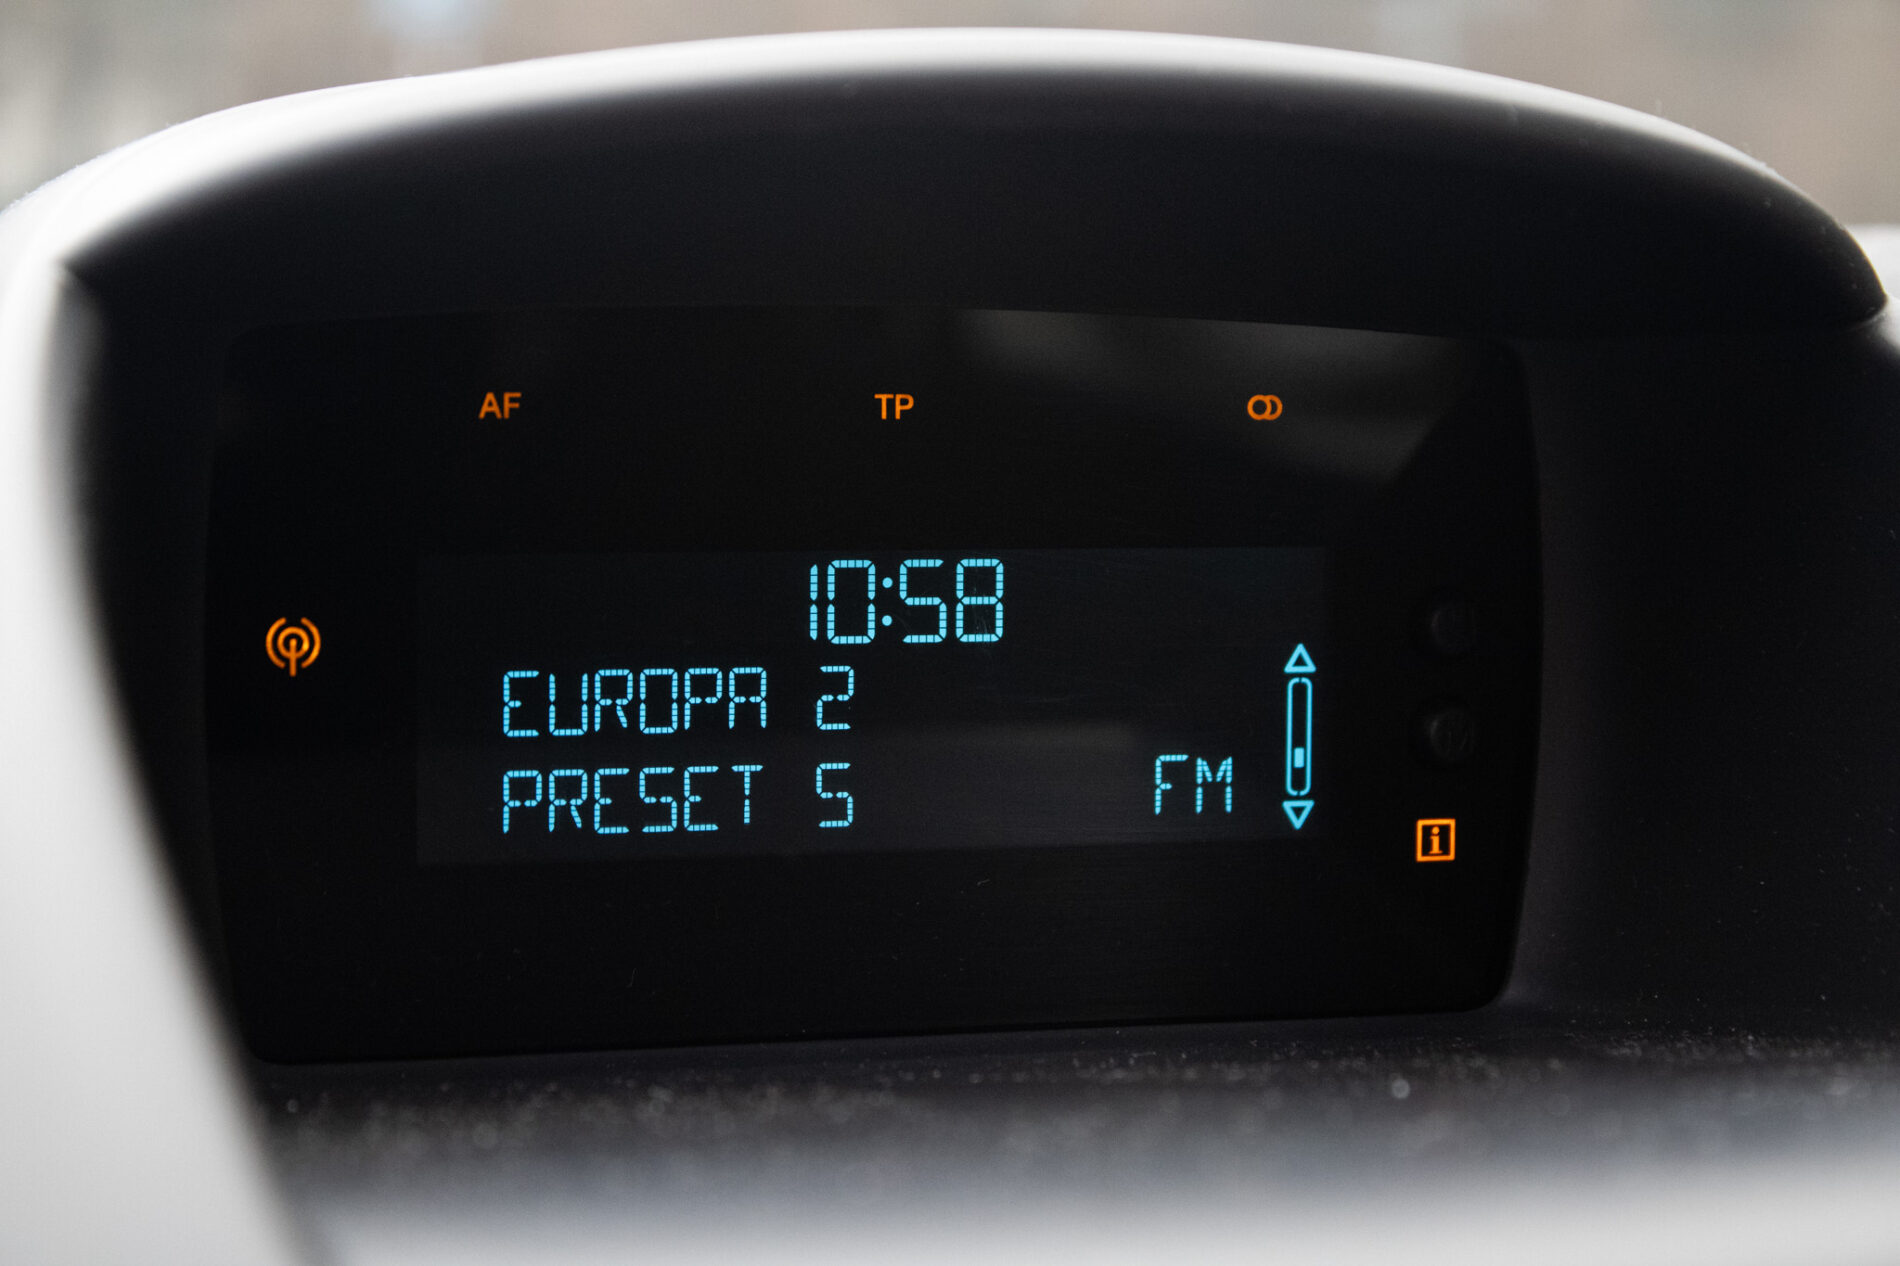 AF TP
10:58
EUROPA 2
PRESET 5 FM
i